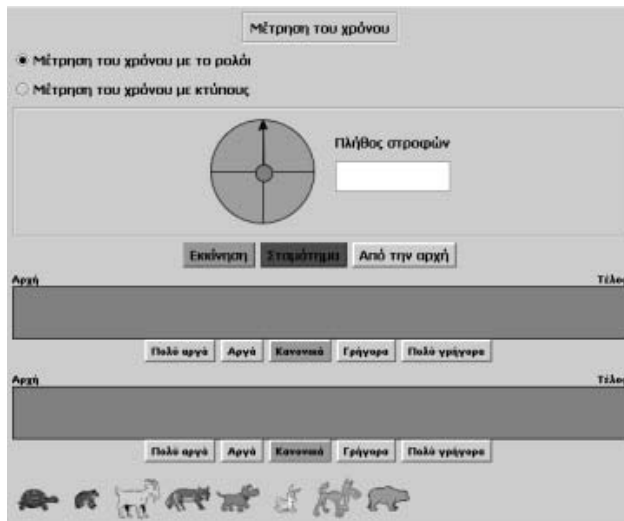 Μέτρηση του χρόνου
Μέτρηση του χρόνου με το ρολόι
Μέτρηση του χρόνου με κτύπους
Πλήθος στροφών
Εκκίνηση Σταμάτημα Από την αρχή
Αρχή Τέλος
Πολύ αργά Αργά Κανονικά Γρήγορα Πολύ γρήγορα
Αρχή Τέλος
Πολύ αργά Αργά Κανονικά Γρήγορα Πολύ γρήγορα